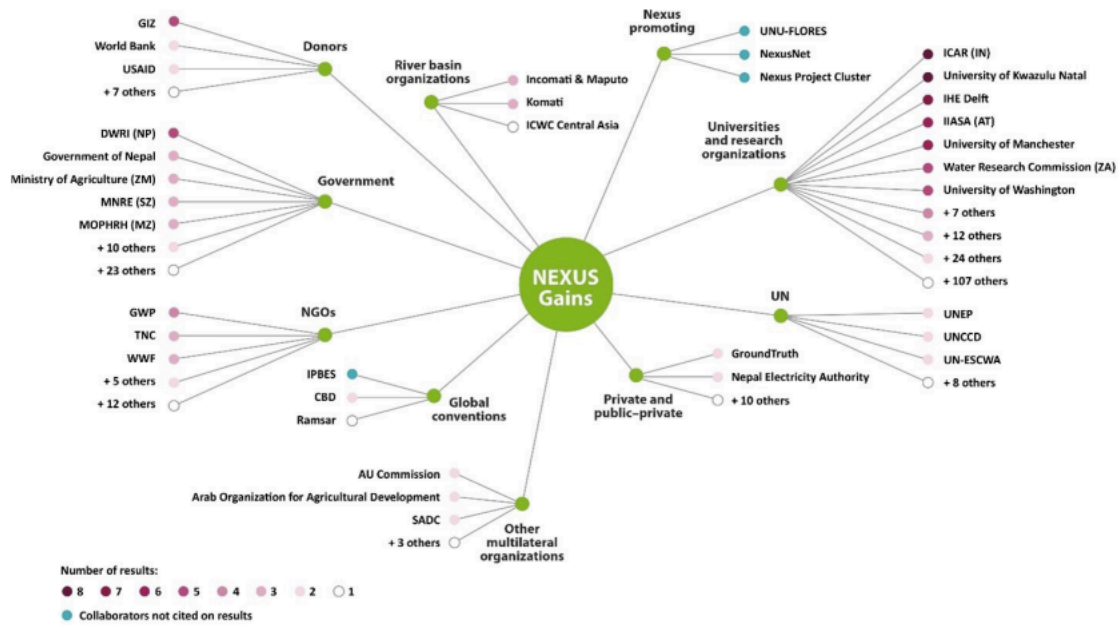 GIZ
World Bank
USAID
+ 7 others
Donors
River basin
organizations
Incomati & Maputo
Komati
ICWC Central Asia
Nexus
promoting
UNU-FLORES
NexusNet
Nexus Project Cluster
ICAR (IN)
University of Kwazulu Natal
IHE Delft
IIASA (AT)
University of Manchester
Water Research Commission (ZA)
University of Washington
+ 7 others
+ 12 others
+ 24 others
+ 107 others
Universities
and research
organizations
DWRI (NP)
Government of Nepal
Ministry of Agriculture (ZM)
MNRE (SZ)
MOPHRH (MZ)
+ 10 others
+ 23 others
Government
NEXUS
Gains
GWP
TNC
WWF
+ 5 others
+ 12 others
NGOs
IPBES
CBD
Ramsar
Global
conventions
GroundTruth
Nepal Electricity Authority
+ 10 others
Private and
public–private
UN
UNEP
UNCCD
UN-ESCWA
+ 8 others
AU Commission
Arab Organization for Agricultural Development
SADC
+ 3 others
Other
multilateral
organizations
Number of results:
8 7 6 5 4 3 2 1
Collaborators not cited on results